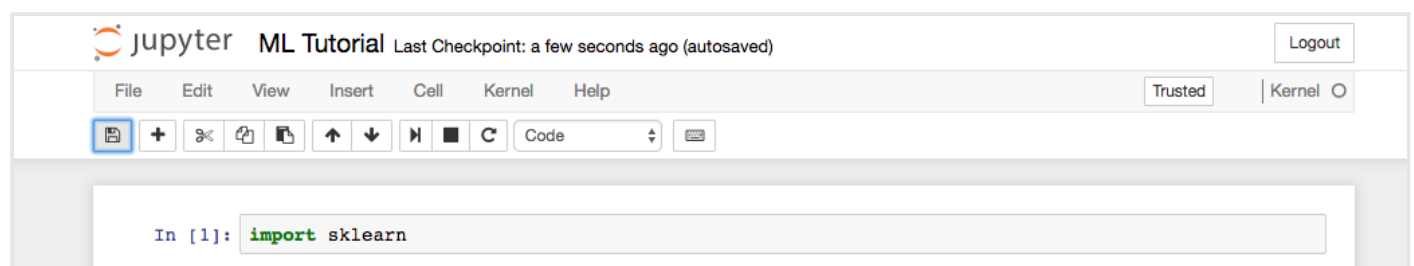 jupyter ML Tutorial Last Checkpoint: a few seconds ago (autosaved) Logout
File Edit View Insert Cell Kernel Help Trusted Kernel
Code
In [1]: import sklearn